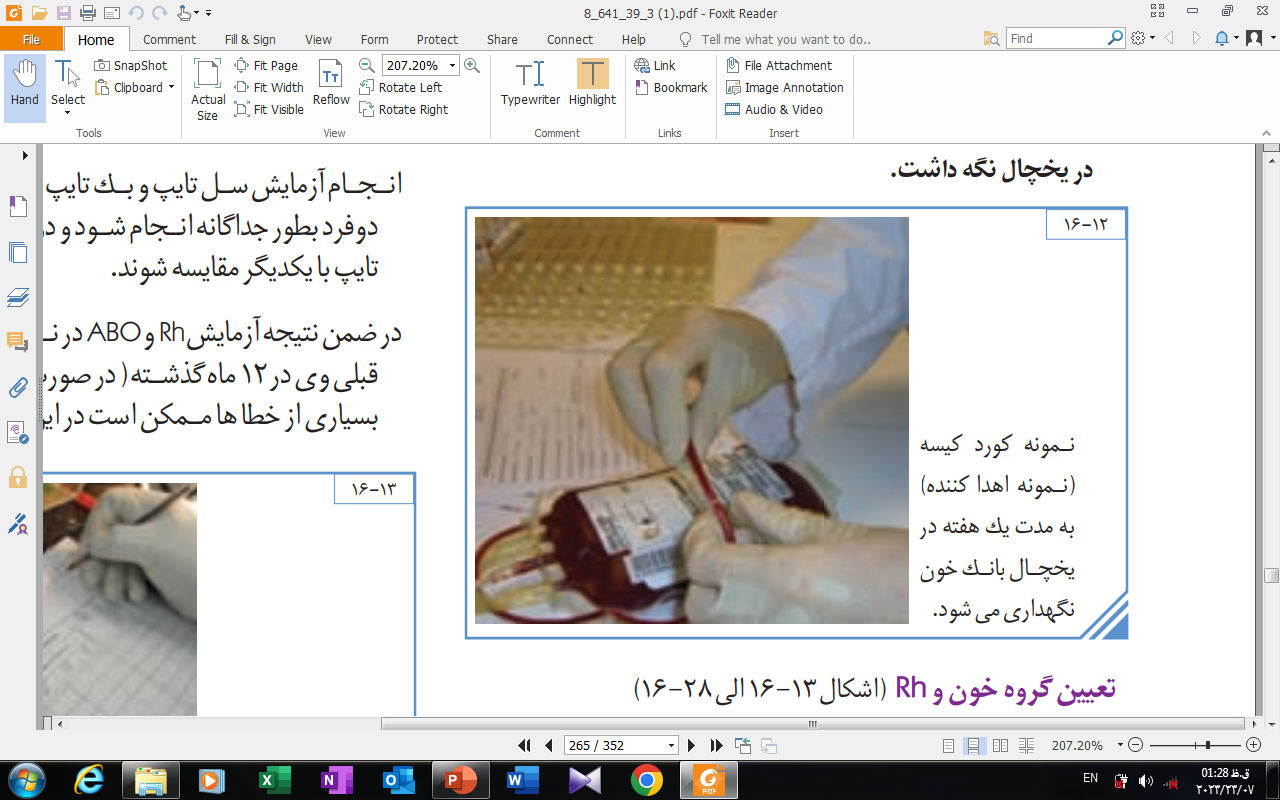 8_641_39_3 (1).pdf - Foxit Reader
File Home Comment Fill & Sign View Form Protect Share Connect Help Tell me what you want to do.. Find
Hand
Select
SnapShot
Clipboard
Tools
Actual Size
Fit Page
Fit Width
Fit Visible
Reflow
207.20%
Rotate Left
Rotate Right
View
Typewriter
Highlight
Comment
Link
Bookmark
Links
File Attachment
Image Annotation
Audio & Video
Insert
در یخچال نگه داشت.
۱۶-۱۲
نـمونه کورد کیسه
(نـمونه اهدا کننده)
به مدت یك هفته در
یخچـال بانـك خون
نگهداری می شود.
تعیین گروه خون و Rh (اشکال ۱۳-۱۶ الی ۲۸-۱۶)
انـجـام آزمایش سـل تایپ و بـك تایپ
دوفرد بطور جداگانه انـجام شـود و
تایپ با یکدیگر مقایسه شوند.
در ضمن نتیجه آزمایش Rh و ABO در
قبلی وی در ۱۲ ماه گذشـته ( در
بسیاری از خطا ها مـمکن است در
۱۶-۱۳
265 / 352
207.20%
EN
01:28 ق.ظ
۲۰۲۳/۲۳/۰۷
PDF